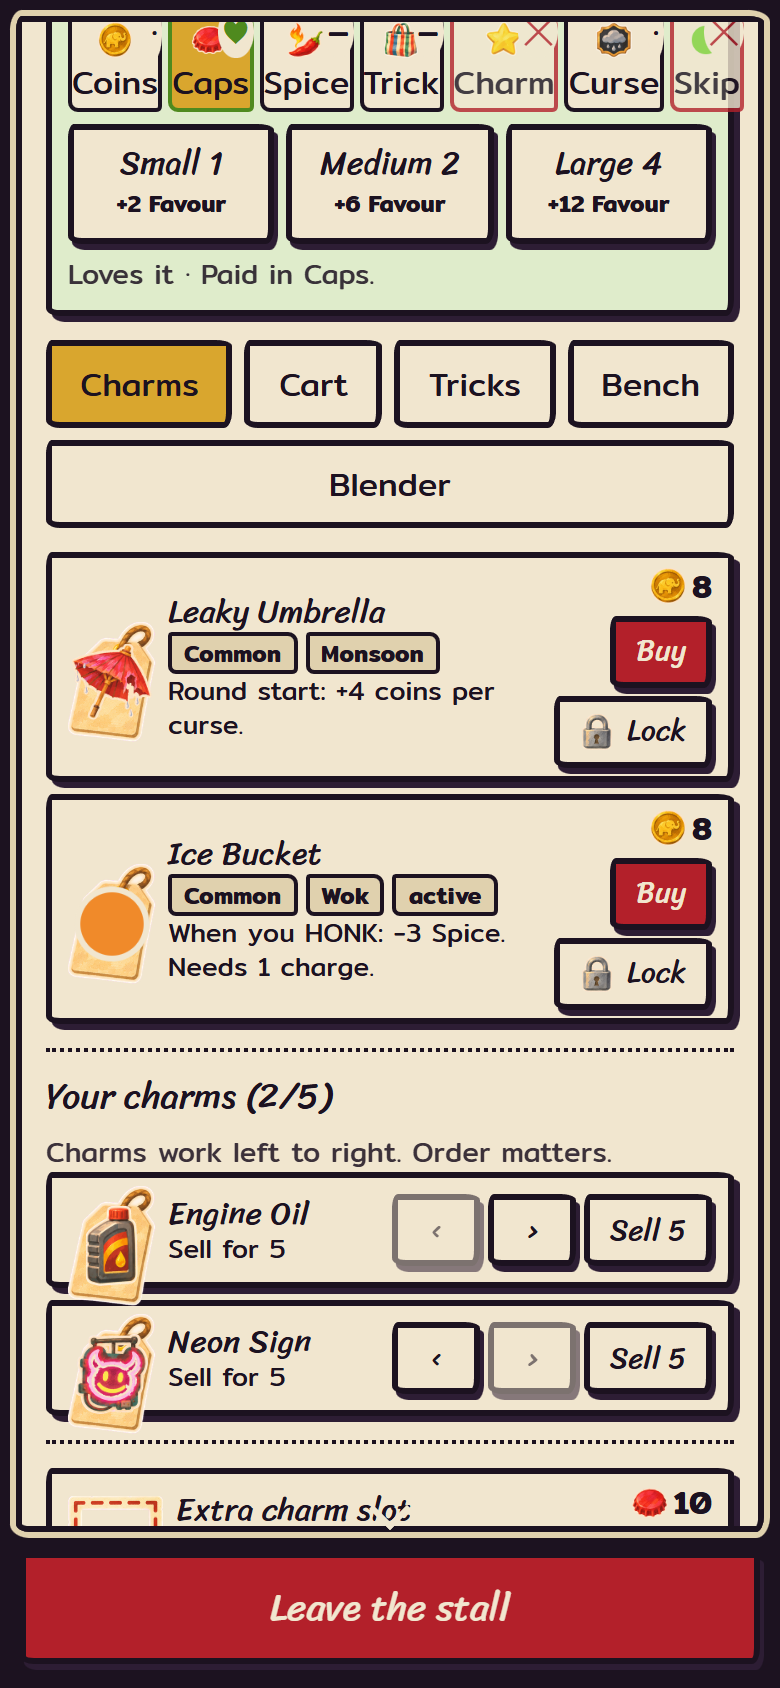 Coins Caps Spice Trick Charm Curse Skip
Small 1 Medium 2 Large 4
+2 Favour +6 Favour +12 Favour
Loves it · Paid in Caps.
Charms Cart Tricks Bench
Blender
8
Leaky Umbrella
Buy
Common Monsoon
Round start: +4 coins per
curse.
Lock
8
Ice Bucket
Buy
Common Wok active
When you HONK: -3 Spice.
Needs 1 charge.
Lock
Your charms (2/5)
Charms work left to right. Order matters.
Engine Oil
Sell for 5
‹ › Sell 5
Neon Sign
Sell for 5
‹ › Sell 5
Extra charm slot 10
Leave the stall